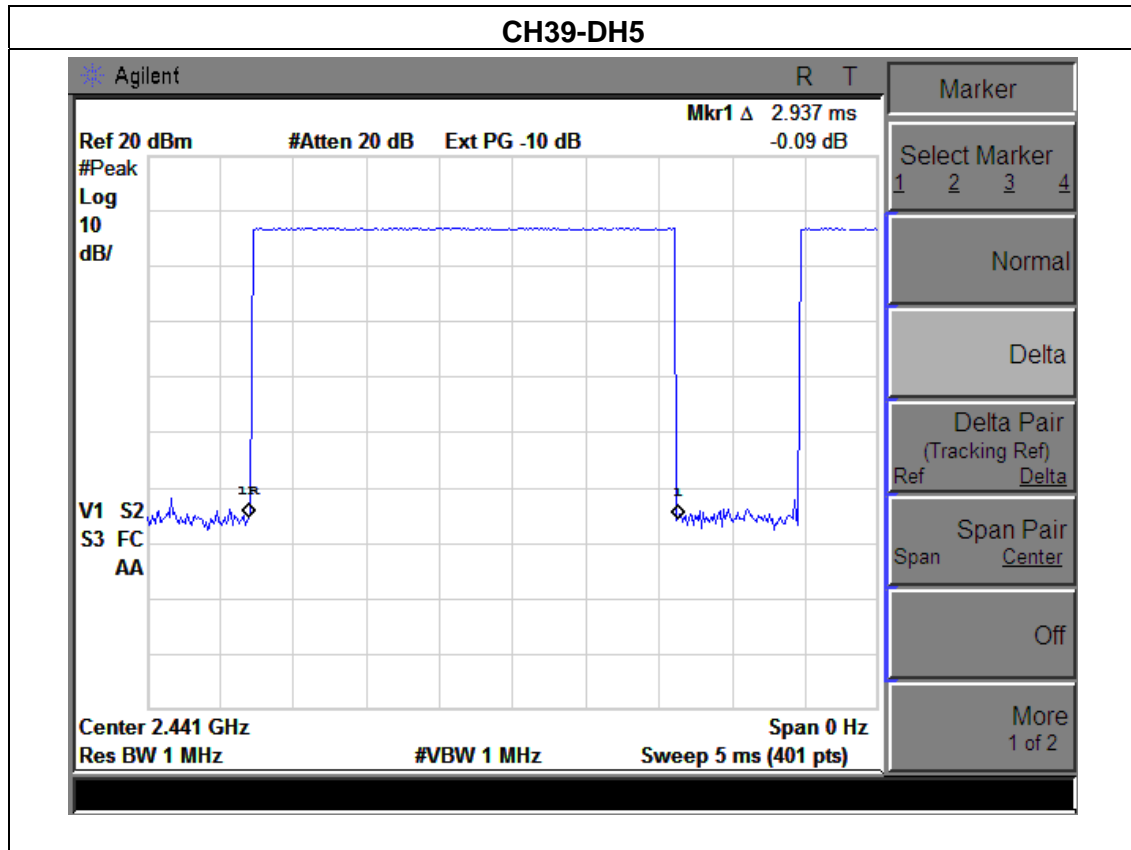 CH39-DH5
Agilent R T
Mkr1 Δ 2.937 ms
Ref 20 dBm #Atten 20 dB Ext PG -10 dB -0.09 dB
#Peak
Log
10
dB/
1R
1
V1 S2
S3 FC
AA
Center 2.441 GHz Span 0 Hz
Res BW 1 MHz #VBW 1 MHz Sweep 5 ms (401 pts)
Marker
Select Marker
1 2 3 4
Normal
Delta
Delta Pair
(Tracking Ref)
Ref Delta
Span Pair
Span Center
Off
More
1 of 2